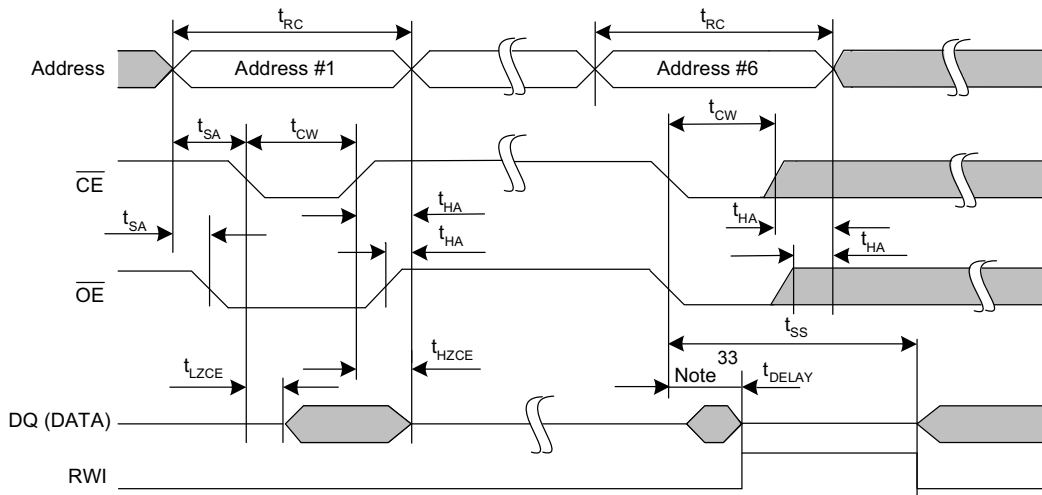 tRC
tRC
Address
Address #1
Address #6
tSA
tCW
tCW
CE
tHA
tHA
tSA
tHA
tHA
OE
tSS
tLZCE
tHZCE
33
Note
tDELAY
DQ (DATA)
RWI